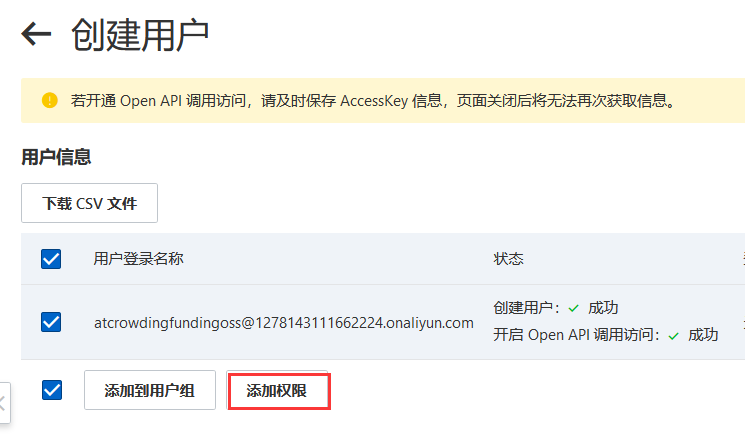 创建用户
若开通 Open API 调用访问，请及时保存 AccessKey 信息，页面关闭后将无法再次获取信息。
用户信息
下载 CSV 文件
用户登录名称 状态
创建用户： 成功
atcrowdingfundingoss@1278143111662224.onaliyun.com
开启 Open API 调用访问： 成功
添加到用户组 添加权限